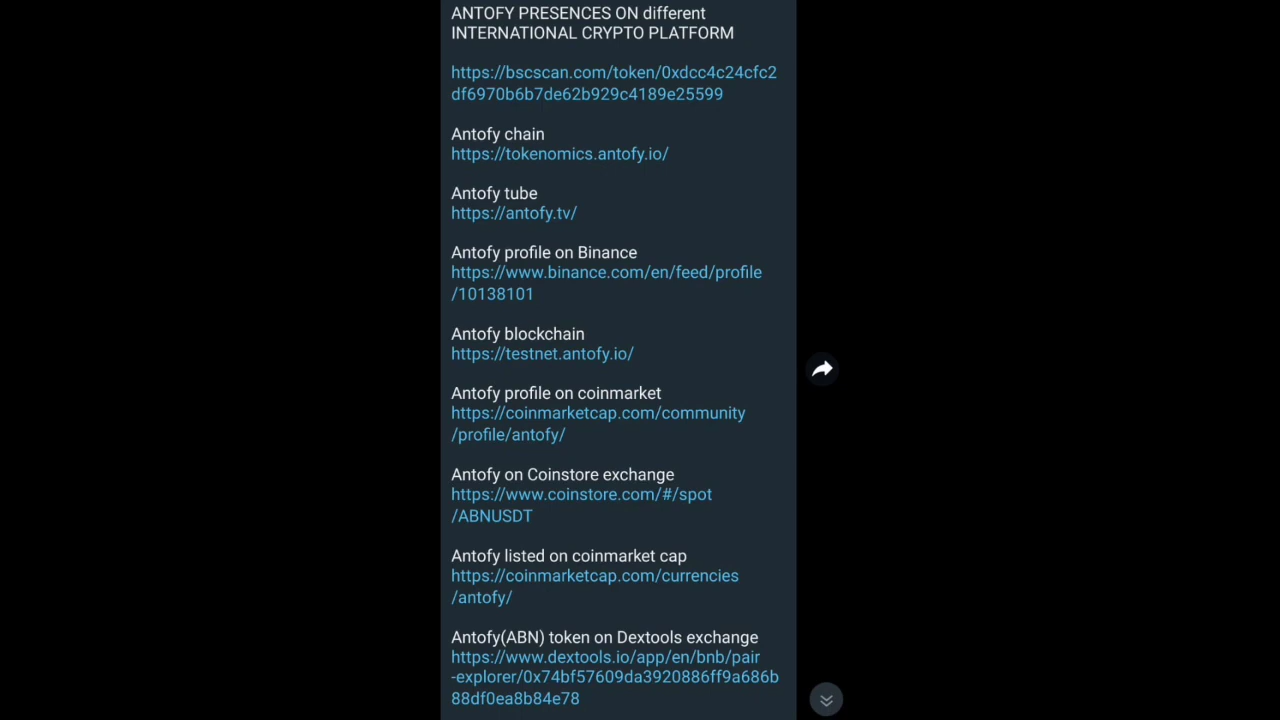 ANTOFY PRESENCES ON different
INTERNATIONAL CRYPTO PLATFORM
https://bscscan.com/token/0xdcc4c24cfc2
df6970b6b7de62b929c4189e25599
Antofy chain
https://tokenomics.antofy.io/
Antofy tube
https://antofy.tv/
Antofy profile on Binance
https://www.binance.com/en/feed/profile
/10138101
Antofy blockchain
https://testnet.antofy.io/
Antofy profile on coinmarket
https://coinmarketcap.com/community
/profile/antofy/
Antofy on Coinstore exchange
https://www.coinstore.com/#/spot
/ABNUSDT
Antofy listed on coinmarket cap
https://coinmarketcap.com/currencies
/antofy/
Antofy(ABN) token on Dextools exchange
https://www.dextools.io/app/en/bnb/pair
-explorer/0x74bf57609da3920886ff9a686b
88df0ea8b84e78